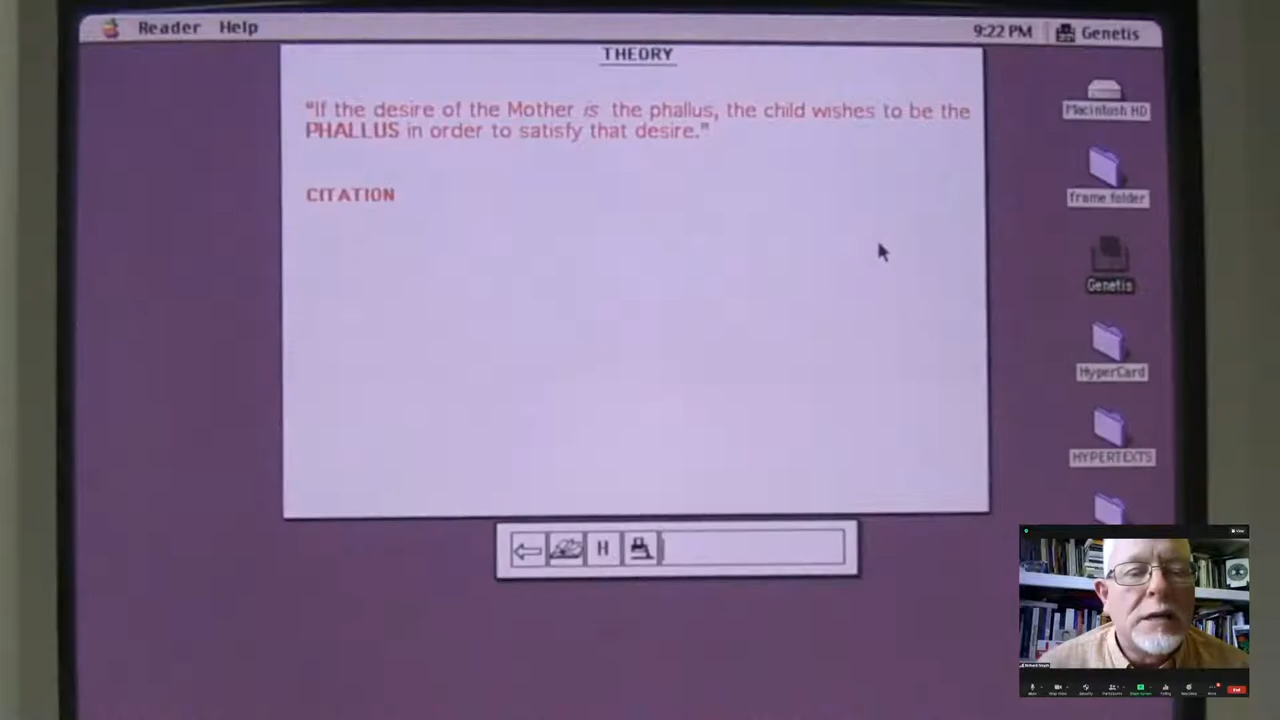 Reader Help 9:22 PM Genetis
THEORY
"If the desire of the Mother is the phallus, the child wishes to be the
PHALLUS in order to satisfy that desire."
CITATION
Macintosh HD
frame folder
Genetis
HyperCard
HYPERTEXTS
H